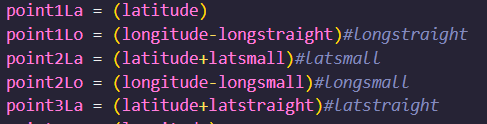 point1La = (latitude)
point1Lo = (longitude-longstraight)#longstraight
point2La = (latitude+latsmall)#latsmall
point2Lo = (longitude-longsmall)#longsmall
point3La = (latitude+latstraight)#latstraight